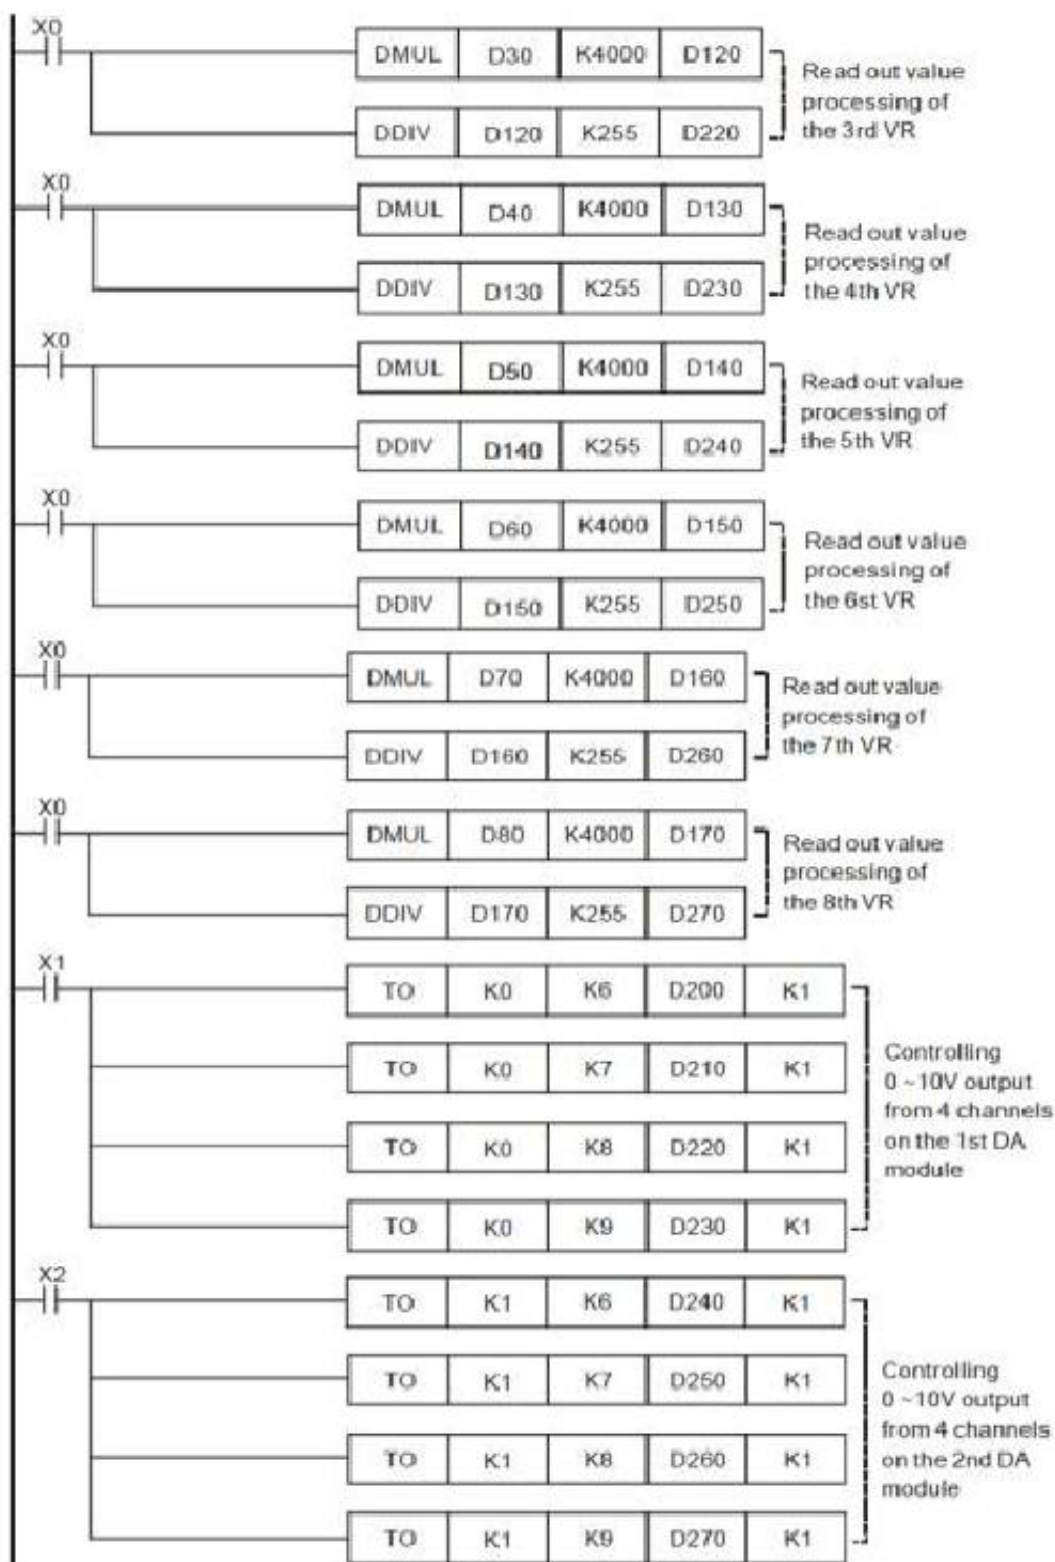 X0
DMUL D30 K4000 D120
Read out value
processing of
the 3rd VR
DDIV D120 K255 D220
X0
DMUL D40 K4000 D130
Read out value
processing of
the 4th VR
DDIV D130 K255 D230
X0
DMUL D50 K4000 D140
Read out value
processing of
the 5th VR
DDIV D140 K255 D240
X0
DMUL D60 K4000 D150
Read out value
processing of
the 6st VR
DDIV D150 K255 D250
X0
DMUL D70 K4000 D160
Read out value
processing of
the 7th VR
DDIV D160 K255 D260
X0
DMUL D80 K4000 D170
Read out value
processing of
the 8th VR
DDIV D170 K255 D270
X1
TO K0 K6 D200 K1
TO K0 K7 D210 K1
TO K0 K8 D220 K1
TO K0 K9 D230 K1
Controlling
0 ~10V output
from 4 channels
on the 1st DA
module
X2
TO K1 K6 D240 K1
TO K1 K7 D250 K1
TO K1 K8 D260 K1
TO K1 K9 D270 K1
Controlling
0 ~10V output
from 4 channels
on the 2nd DA
module